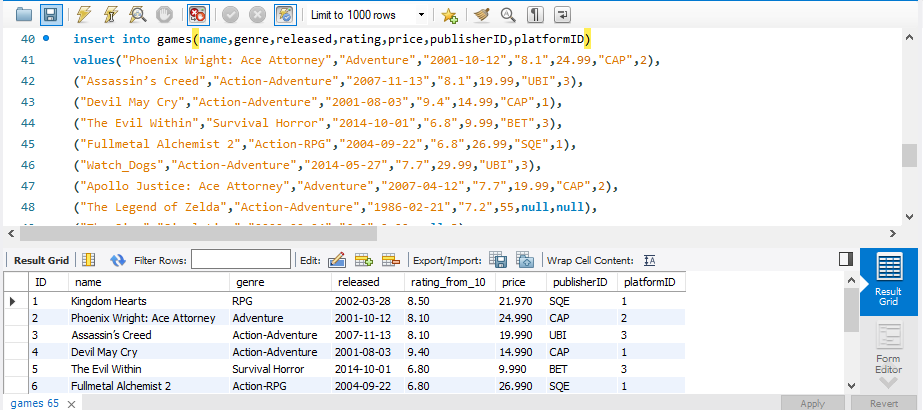 Limit to 1000 rows
40 insert into games(name,genre,released,rating,price,publisherID,platformID)
41 values("Phoenix Wright: Ace Attorney","Adventure","2001-10-12","8.1",24.99,"CAP",2),
42 ("Assassin's Creed","Action-Adventure","2007-11-13","8.1",19.99,"UBI",3),
43 ("Devil May Cry","Action-Adventure","2001-08-03","9.4",14.99,"CAP",1),
44 ("The Evil Within","Survival Horror","2014-10-01","6.8",9.99,"BET",3),
45 ("Fullmetal Alchemist 2","Action-RPG","2004-09-22","6.8",26.99,"SQE",1),
46 ("Watch_Dogs","Action-Adventure","2014-05-27","7.7",29.99,"UBI",3),
47 ("Apollo Justice: Ace Attorney","Adventure","2007-04-12","7.7",19.99,"CAP",2),
48 ("The Legend of Zelda","Action-Adventure","1986-02-21","7.2",55,null,null),
Result Grid Filter Rows: Edit: Export/Import: Wrap Cell Content:
ID name genre released rating_from_10 price publisherID platformID
1 Kingdom Hearts RPG 2002-03-28 8.50 21.970 SQE 1
2 Phoenix Wright: Ace Attorney Adventure 2001-10-12 8.10 24.990 CAP 2
3 Assassin's Creed Action-Adventure 2007-11-13 8.10 19.990 UBI 3
4 Devil May Cry Action-Adventure 2001-08-03 9.40 14.990 CAP 1
5 The Evil Within Survival Horror 2014-10-01 6.80 9.990 BET 3
6 Fullmetal Alchemist 2 Action-RPG 2004-09-22 6.80 26.990 SQE 1
Result
Grid
Form
Editor
games 65 Apply Revert